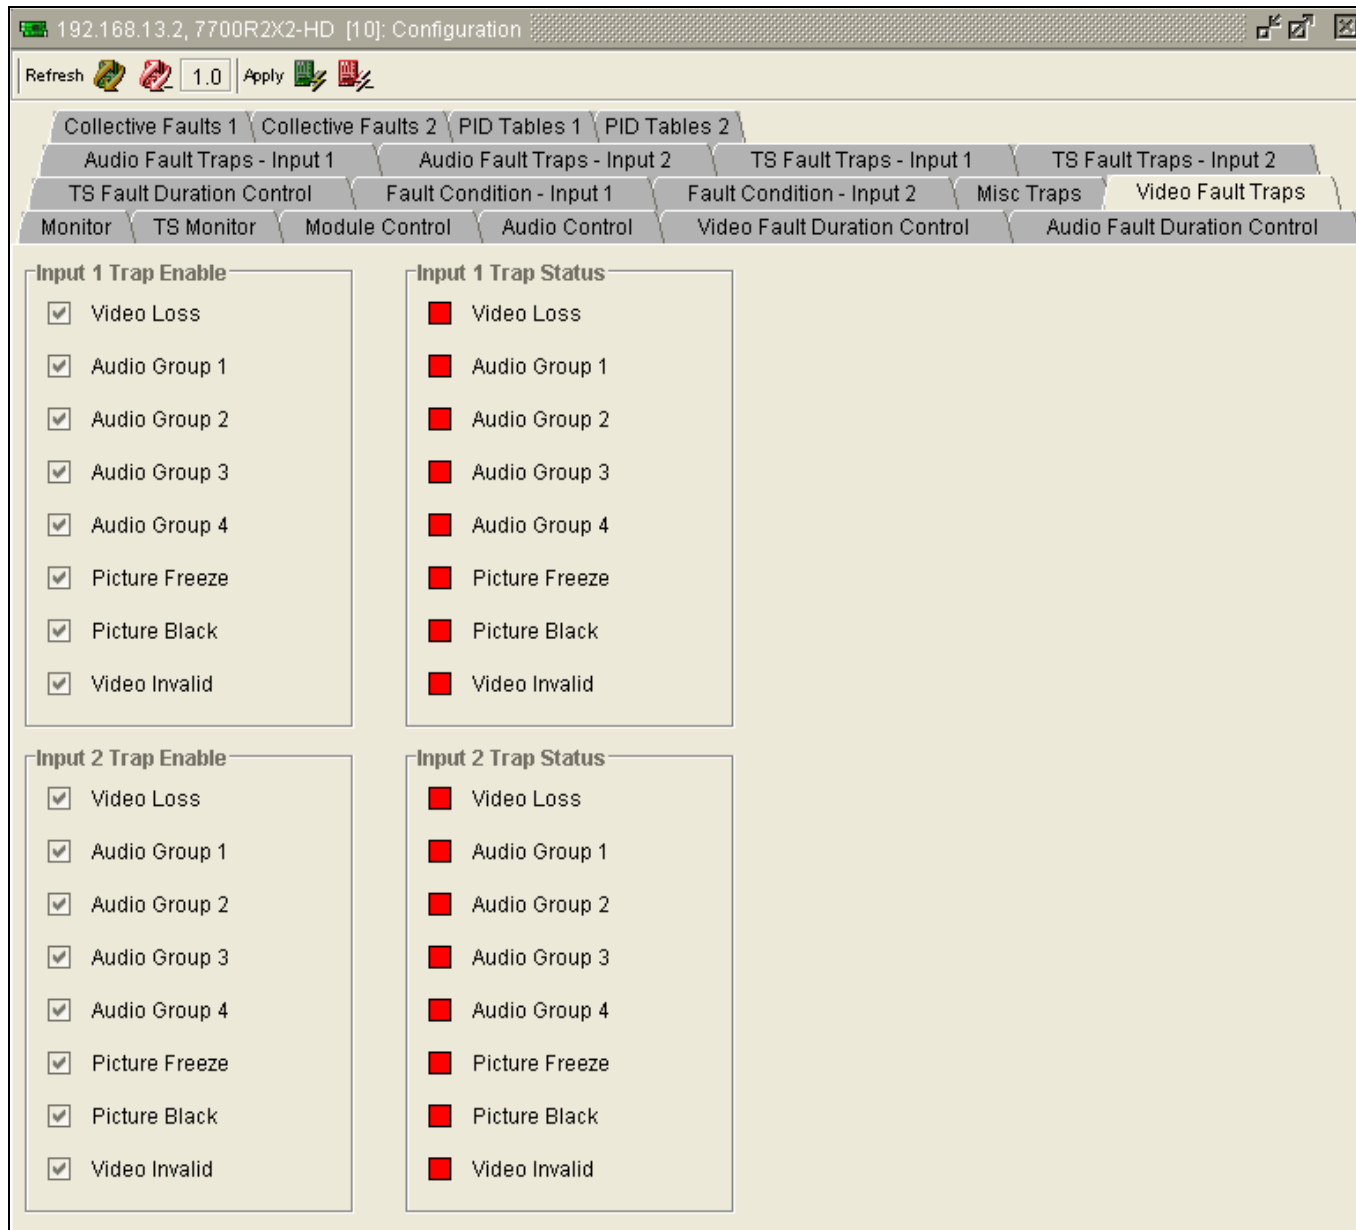 192.168.13.2, 7700R2X2-HD [10]: Configuration
Refresh 1.0 Apply
Collective Faults 1 Collective Faults 2 PID Tables 1 PID Tables 2
Audio Fault Traps - Input 1 Audio Fault Traps - Input 2 TS Fault Traps - Input 1 TS Fault Traps - Input 2
TS Fault Duration Control Fault Condition - Input 1 Fault Condition - Input 2 Misc Traps Video Fault Traps
Monitor TS Monitor Module Control Audio Control Video Fault Duration Control Audio Fault Duration Control
Input 1 Trap Enable
Video Loss
Audio Group 1
Audio Group 2
Audio Group 3
Audio Group 4
Picture Freeze
Picture Black
Video Invalid
Input 1 Trap Status
Video Loss
Audio Group 1
Audio Group 2
Audio Group 3
Audio Group 4
Picture Freeze
Picture Black
Video Invalid
Input 2 Trap Enable
Video Loss
Audio Group 1
Audio Group 2
Audio Group 3
Audio Group 4
Picture Freeze
Picture Black
Video Invalid
Input 2 Trap Status
Video Loss
Audio Group 1
Audio Group 2
Audio Group 3
Audio Group 4
Picture Freeze
Picture Black
Video Invalid